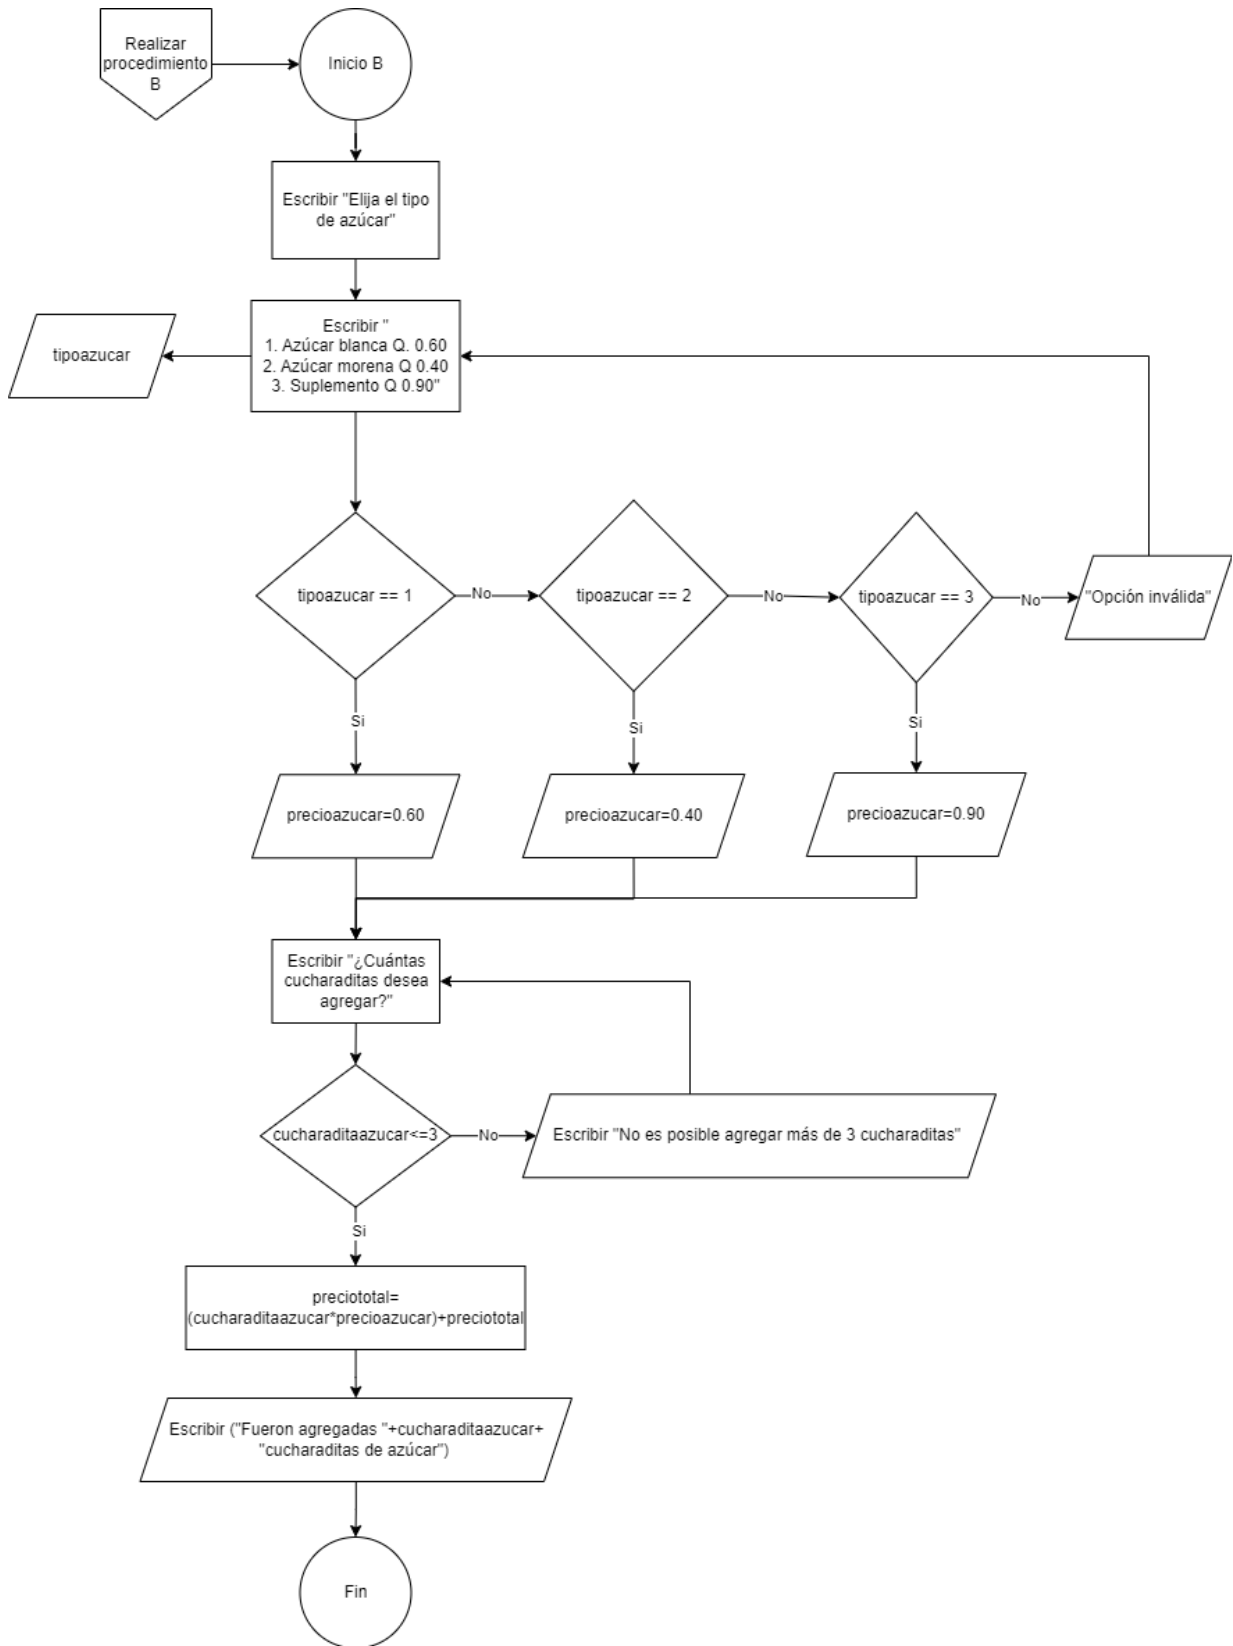 Realizar
procedimiento
B
Inicio B
Escribir "Elija el tipo
de azúcar"
Escribir "
1. Azúcar blanca Q. 0.60
2. Azúcar morena Q 0.40
3. Suplemento Q 0.90"
tipoazucar
tipoazucar == 1
No
tipoazucar == 2
No
tipoazucar == 3
No
"Opción inválida"
Si
Si
Si
precioazucar=0.60
precioazucar=0.40
precioazucar=0.90
Escribir "¿Cuántas
cucharaditas desea
agregar?"
cucharaditaazucar<=3
No
Escribir "No es posible agregar más de 3 cucharaditas"
Si
preciototal=
(cucharaditaazucar*precioazucar)+preciototal
Escribir ("Fueron agregadas "+cucharaditaazucar+
"cucharaditas de azúcar")
Fin